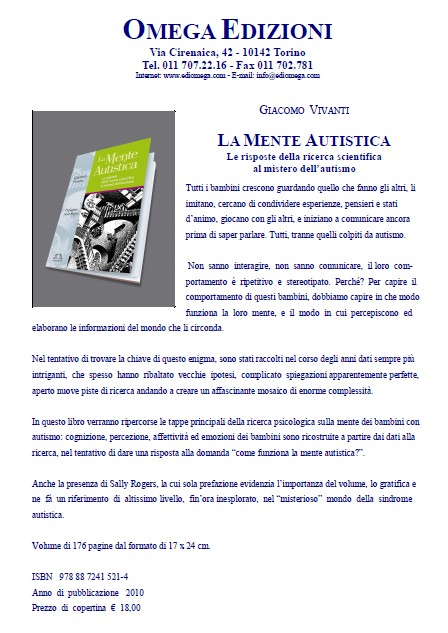 OMEGA EDIZIONI
Via Cirenaica, 42 - 10142 Torino
Tel. 011 707.22.16 - Fax 011 702.781
Internet: www.ediomega.com - E-mail: info@ediomega.com
GIACOMO VIVANTI
LA MENTE AUTISTICA
Le risposte della ricerca scientifica
al mistero dell'autismo
La Mente
Autistica
Tutti i bambini crescono guardando quello che fanno gli altri, li
imitano, cercano di condividere esperienze, pensieri e stati
d'animo, giocano con gli altri, e iniziano a comunicare ancora
prima di saper parlare. Tutti, tranne quelli colpiti da autismo.
Non sanno interagire, non sanno comunicare, il loro com-
portamento è ripetitivo e stereotipato. Perché? Per capire il
comportamento di questi bambini, dobbiamo capire in che modo
funziona la loro mente, e il modo in cui percepiscono ed
elaborano le informazioni del mondo che li circonda.
Nel tentativo di trovare la chiave di questo enigma, sono stati raccolti nel corso degli anni dati sempre più
intriganti, che spesso hanno ribaltato vecchie ipotesi, complicato spiegazioni apparentemente perfette,
aperto nuove piste di ricerca andando a creare un affascinante mosaico di enorme complessità.
In questo libro verranno ripercorse le tappe principali della ricerca psicologica sulla mente dei bambini con
autismo: cognizione, percezione, affettività ed emozioni dei bambini sono ricostruite a partire dai dati alla
ricerca, nel tentativo di dare una risposta alla domanda "come funziona la mente autistica?".
Anche la presenza di Sally Rogers, la cui sola prefazione evidenzia l'importanza del volume, lo gratifica e
ne fà un riferimento di altissimo livello, fin'ora inesplorato, nel "misterioso" mondo della sindrome
autistica.
Volume di 176 pagine dal formato di 17 x 24 cm.
ISBN 978 88 7241 521-4
Anno di pubblicazione 2010
Prezzo di copertina € 18,00